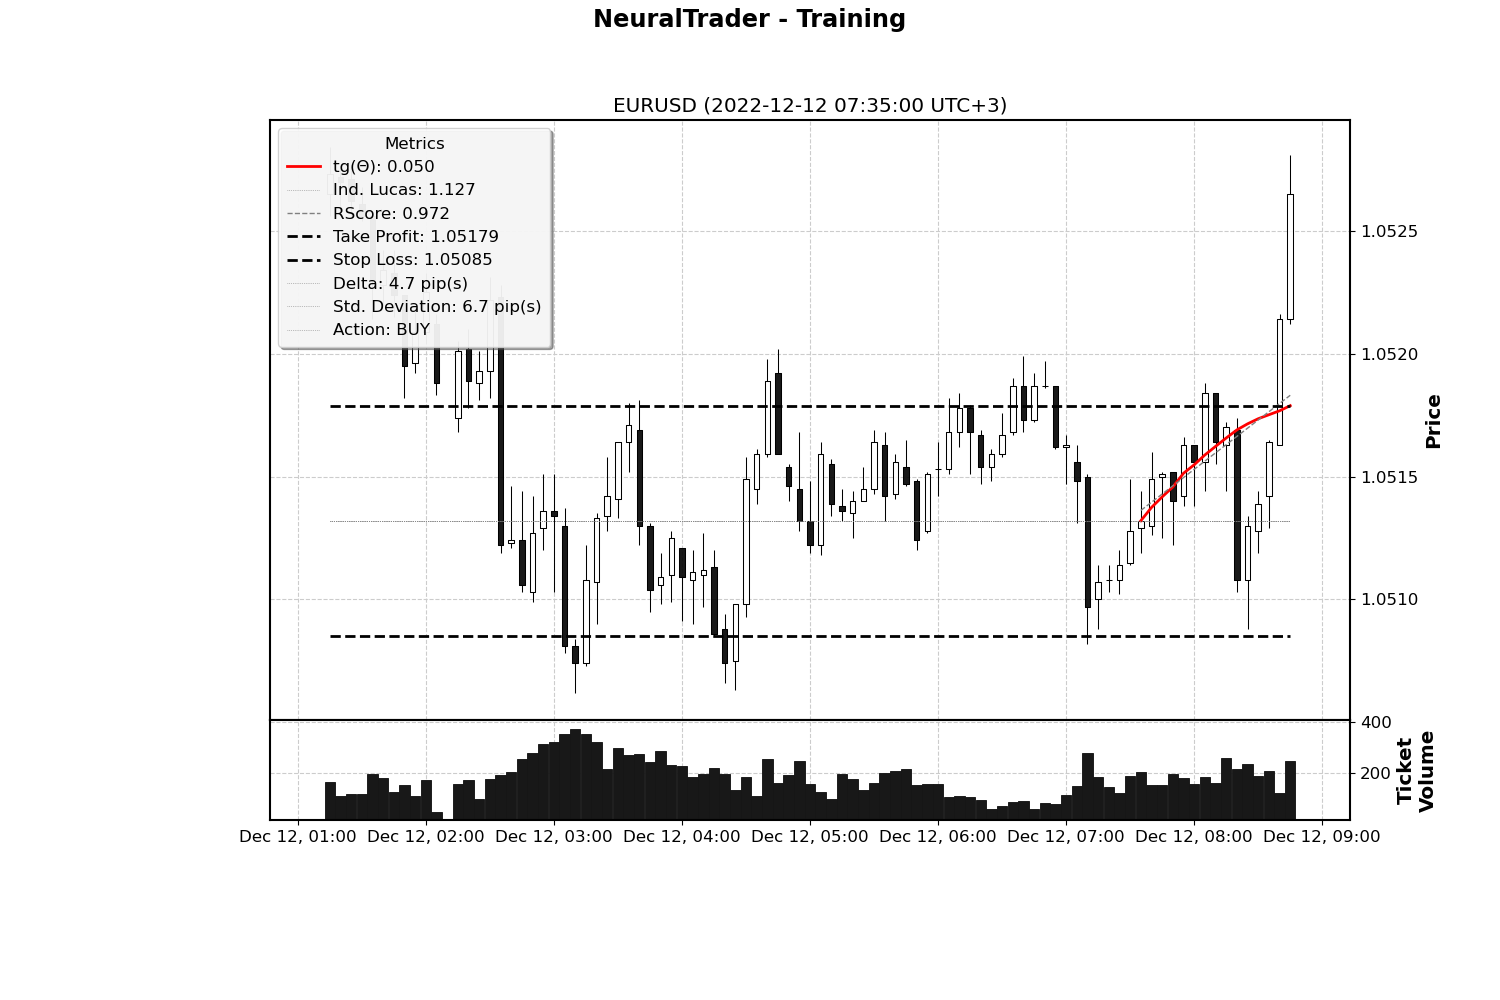 NeuralTrader - Training
EURUSD (2022-12-12 07:35:00 UTC+3)
Metrics
tg(Θ): 0.050
Ind. Lucas: 1.127
RScore: 0.972
Take Profit: 1.05179
Stop Loss: 1.05085
Delta: 4.7 pip(s)
Std. Deviation: 6.7 pip(s)
Action: BUY
1.0525
1.0520
1.0515
1.0510
Price
400
200
Ticket
Volume
Dec 12, 01:00 Dec 12, 02:00 Dec 12, 03:00 Dec 12, 04:00 Dec 12, 05:00 Dec 12, 06:00 Dec 12, 07:00 Dec 12, 08:00 Dec 12, 09:00